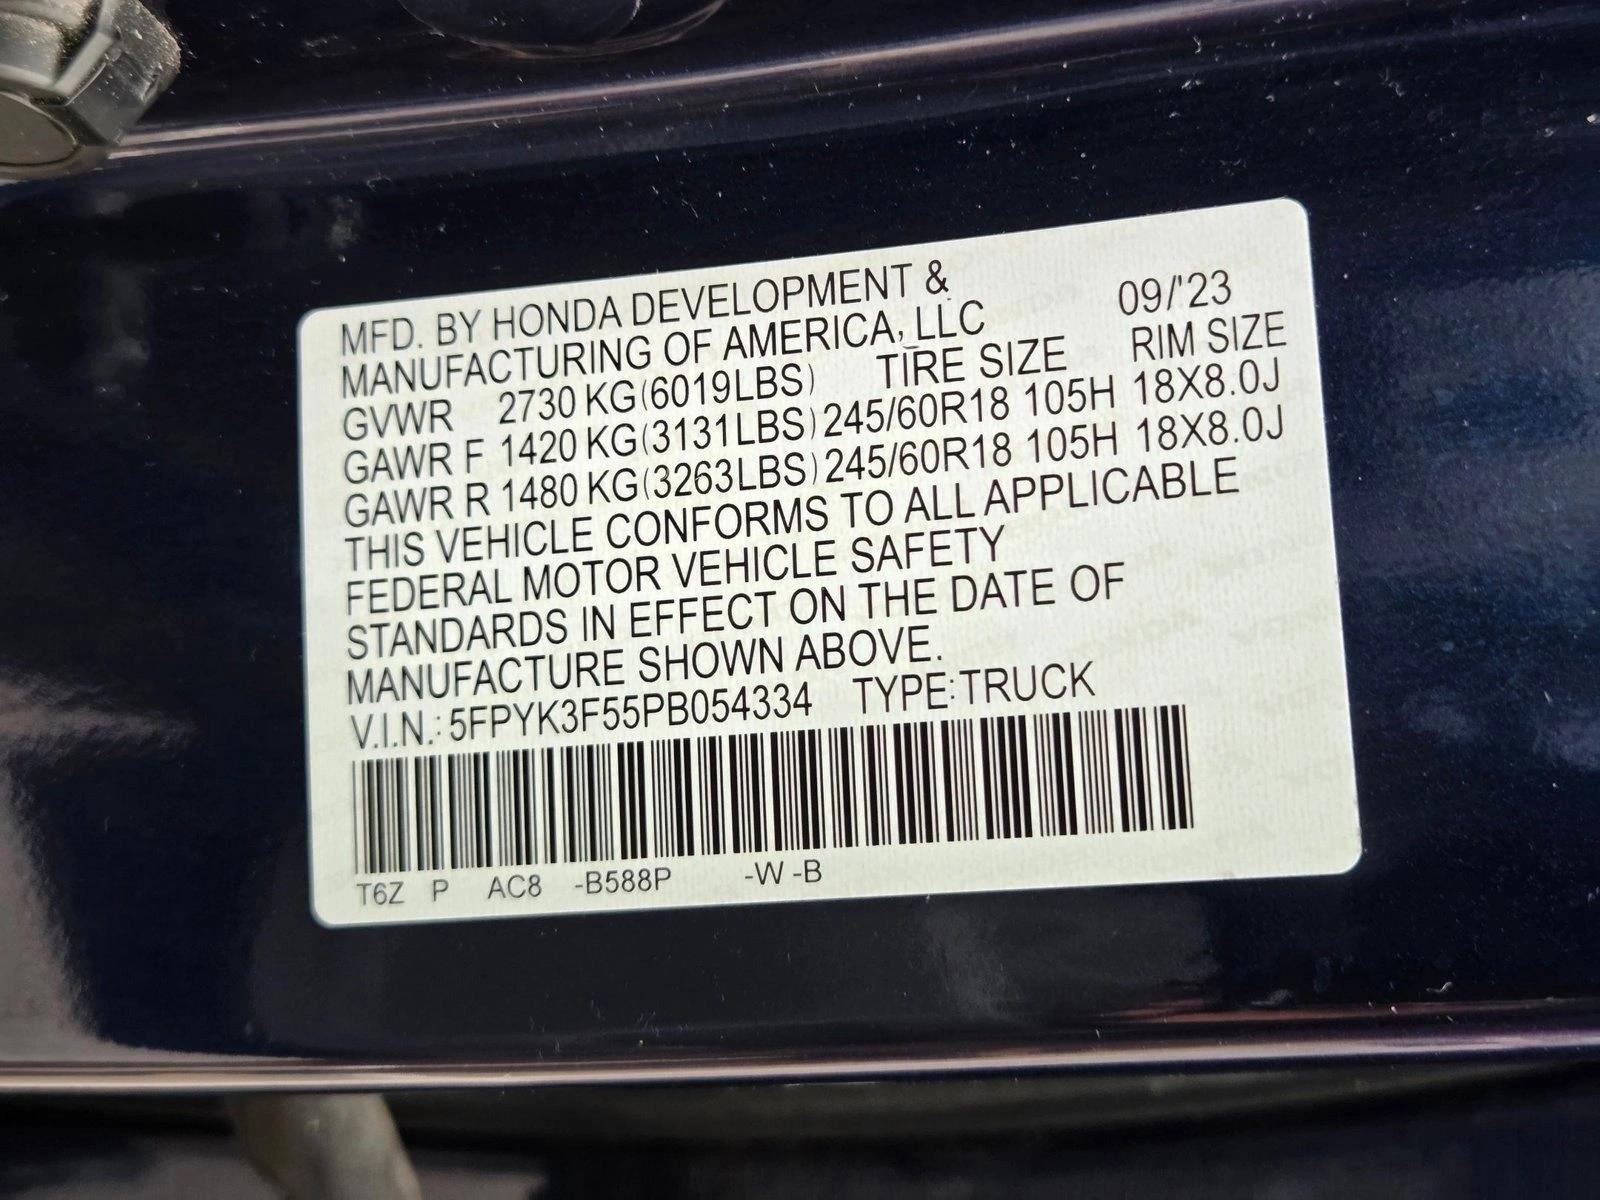 MFD. BY HONDA DEVELOPMENT &
MANUFACTURING OF AMERICA, LLC 09/'23
GVWR 2730 KG(6019LBS) TIRE SIZE RIM SIZE
GAWR F 1420 KG(3131LBS) 245/60R18 105H 18X8.0J
GAWR R 1480 KG(3263LBS) 245/60R18 105H 18X8.0J
THIS VEHICLE CONFORMS TO ALL APPLICABLE
FEDERAL MOTOR VEHICLE SAFETY
STANDARDS IN EFFECT ON THE DATE OF
MANUFACTURE SHOWN ABOVE.
V.I.N.: 5FPYK3F55PB054334 TYPE:TRUCK
T6Z P AC8 -B588P -W -B